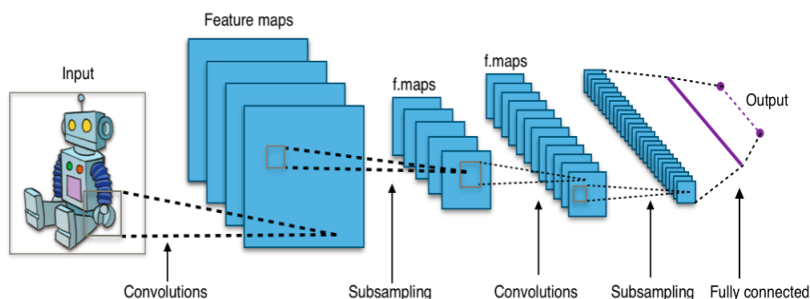 Feature maps
Input
f.maps
f.maps
Output
Convolutions
Subsampling
Convolutions
Subsampling
Fully connected